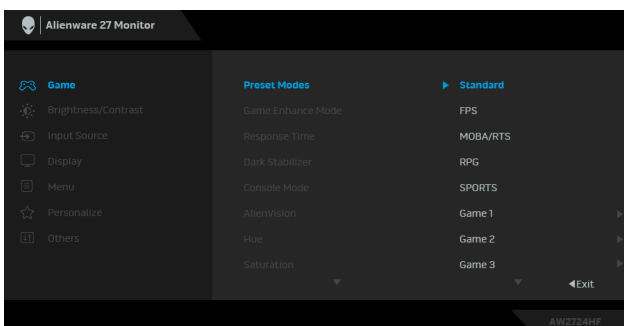 Alienware 27 Monitor
Game
Brightness/Contrast
Input Source
Display
Menu
Personalize
Others
Preset Modes
Game Enhance Mode
Response Time
Dark Stabilizer
Console Mode
AlienVision
Hue
Saturation
Standard
FPS
MOBA/RTS
RPG
SPORTS
Game 1
Game 2
Game 3
Exit
AW2724HF